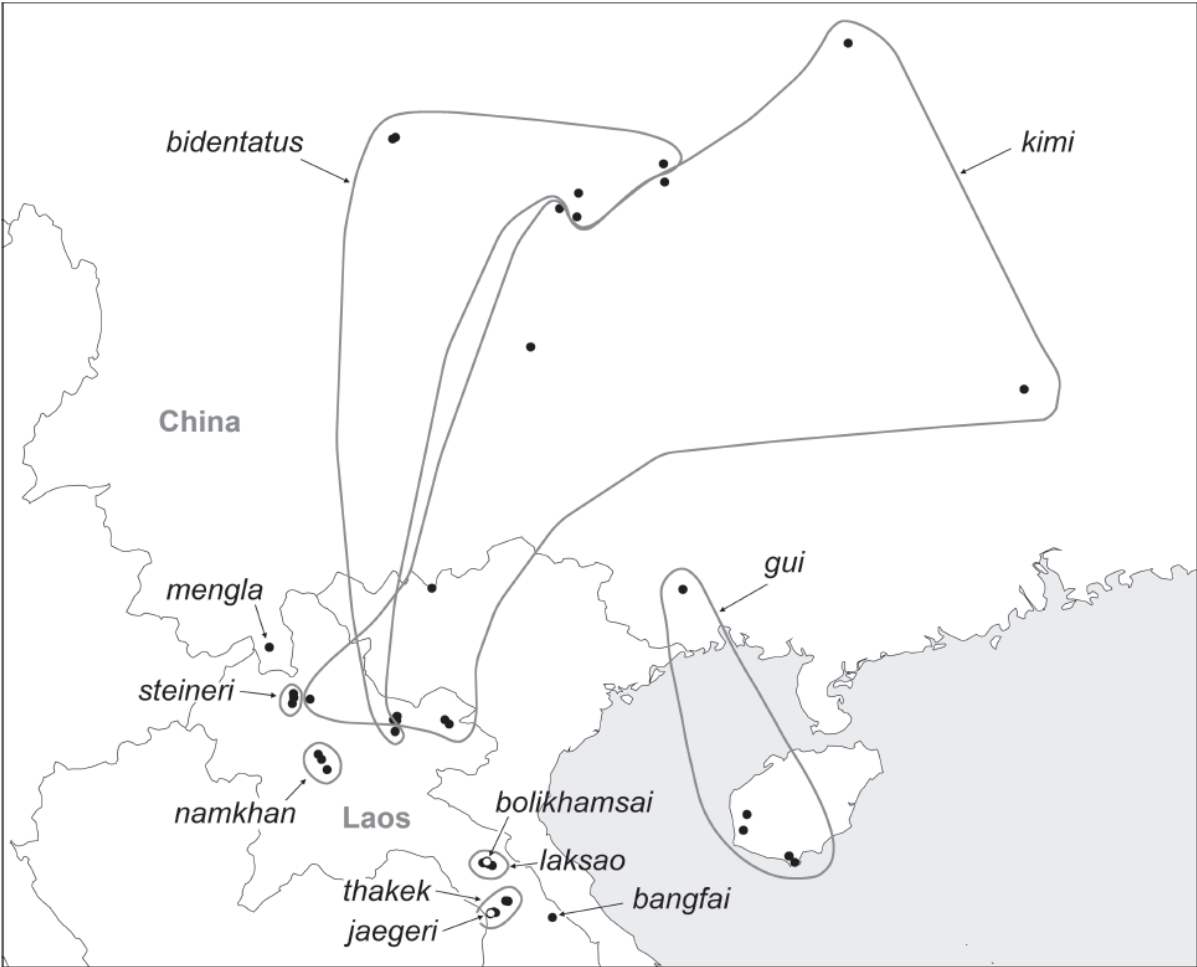 bidentatus
kimi
China
gui
mengla
steineri
namkhan
Laos
bolikhamsai
laksao
thakek
bangfai
jaegeri